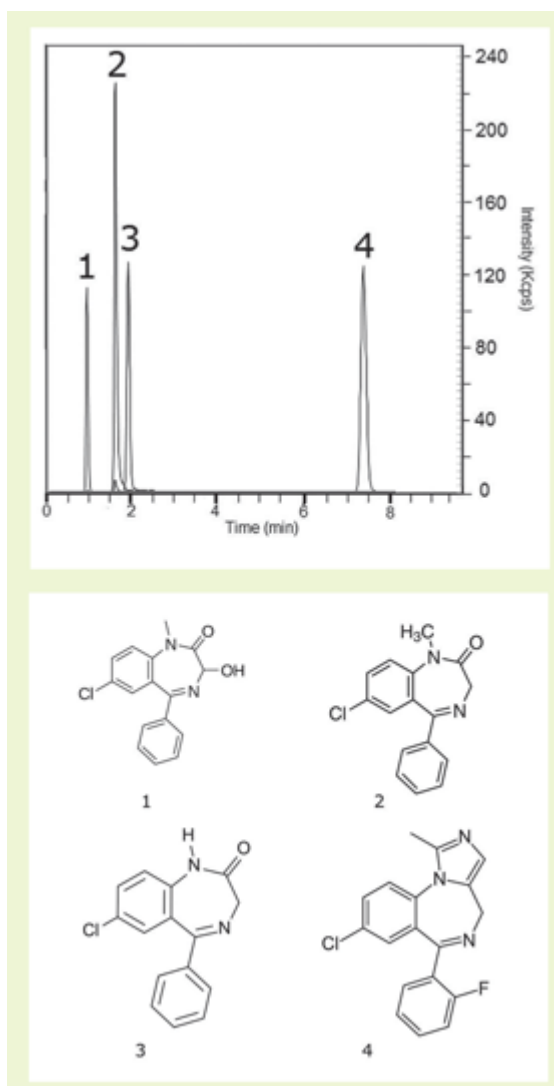 2
240
200
3
4
160
1
120
Intensity (Kcps)
80
40
0
0 2 4 6 8
Time (min)
H₃C
N O
N O
OH
N
Cl N
Cl
1 2
H
N O
N
N
N
Cl
Cl
N
F
3 4